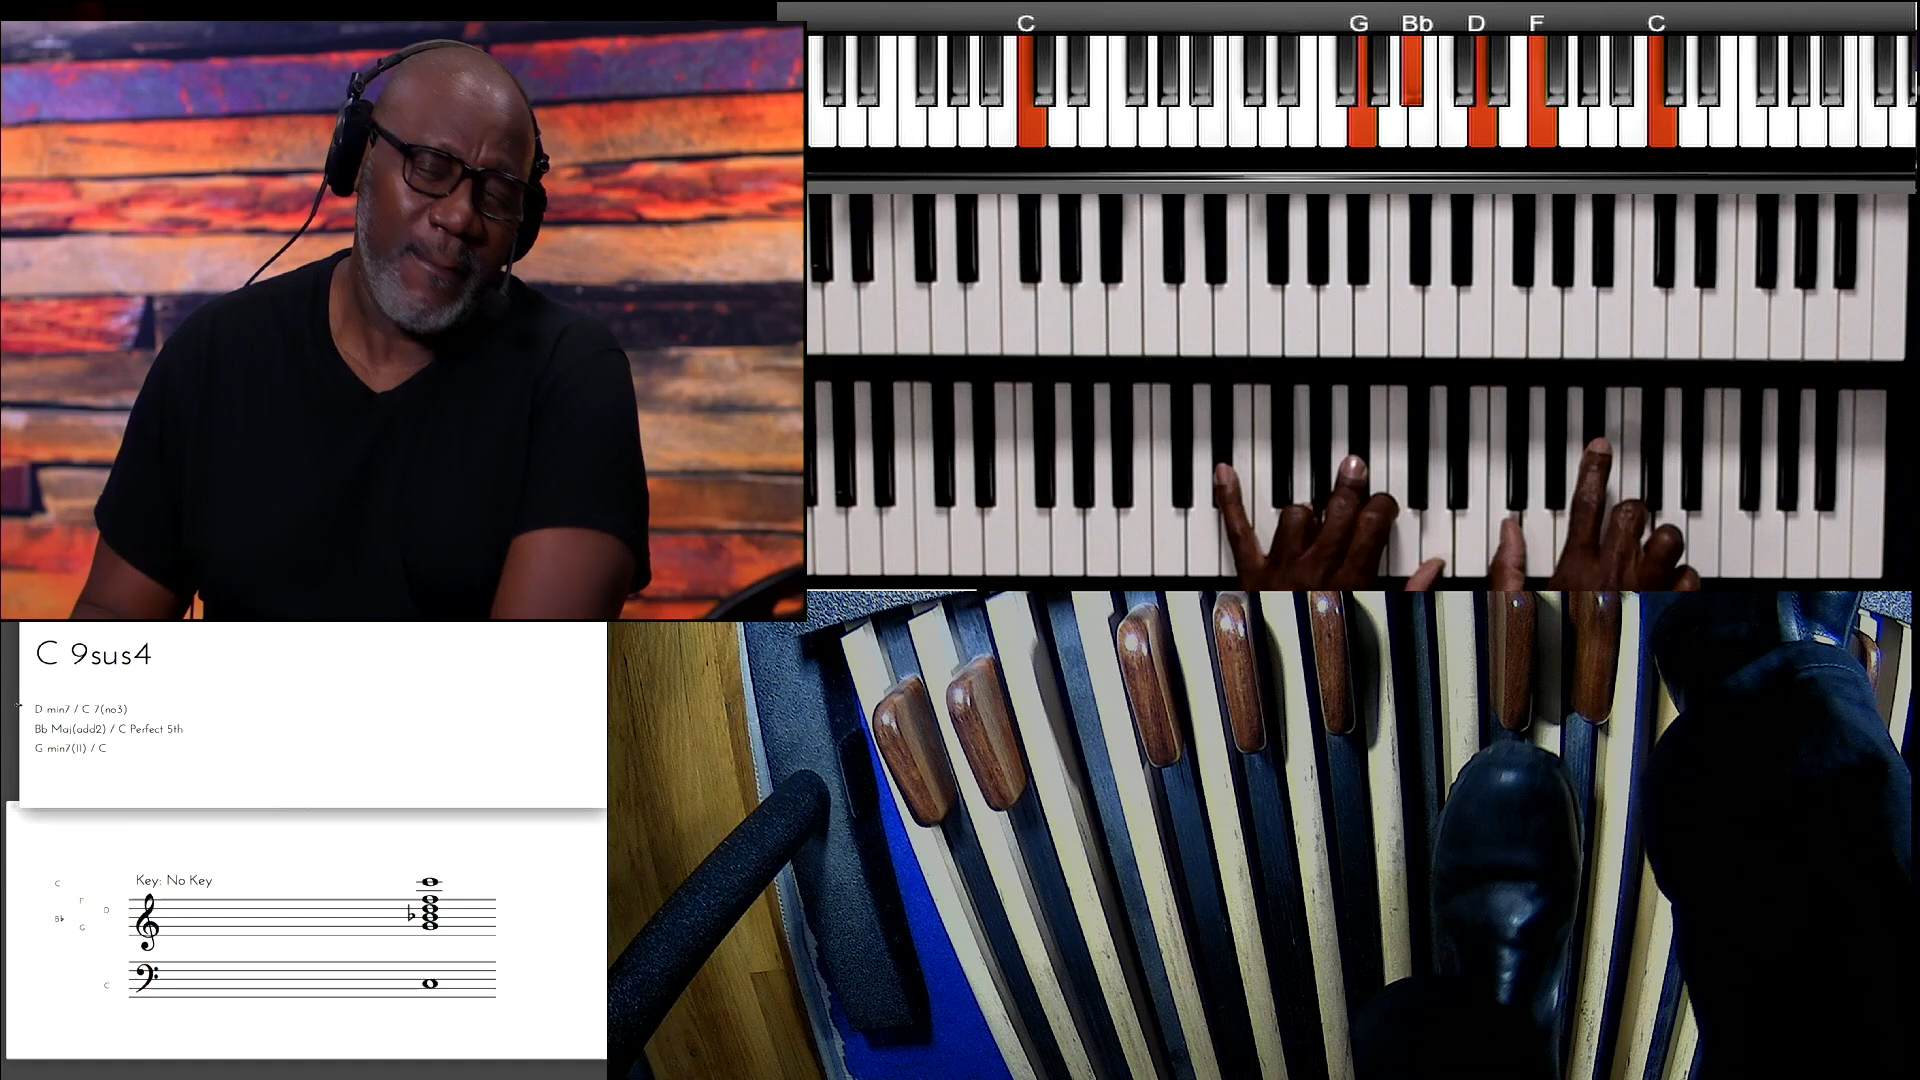 C G Bb D F C
C 9sus4
D min7 / C 7(no3)
Bb Maj(add2) / C Perfect 5th
G min7(11) / C
Key: No Key
C
F
D
Bb
G
C